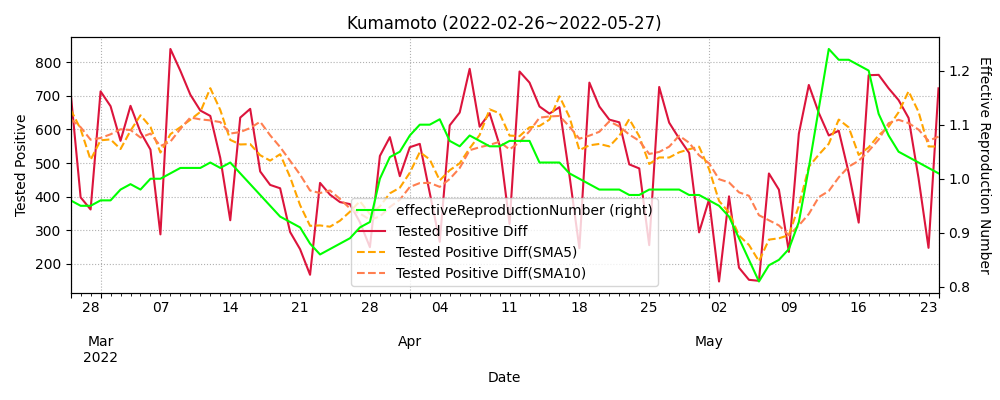 Kumamoto (2022-02-26~2022-05-27)
Tested Positive
800
700
600
500
400
300
200
1.2
1.1
1.0
0.9
0.8
Effective Reproduction Number
effectiveReproductionNumber (right)
Tested Positive Diff
Tested Positive Diff(SMA5)
Tested Positive Diff(SMA10)
28 07 14 21 28 04 11 18 25 02 09 16 23
Mar Apr May
2022
Date